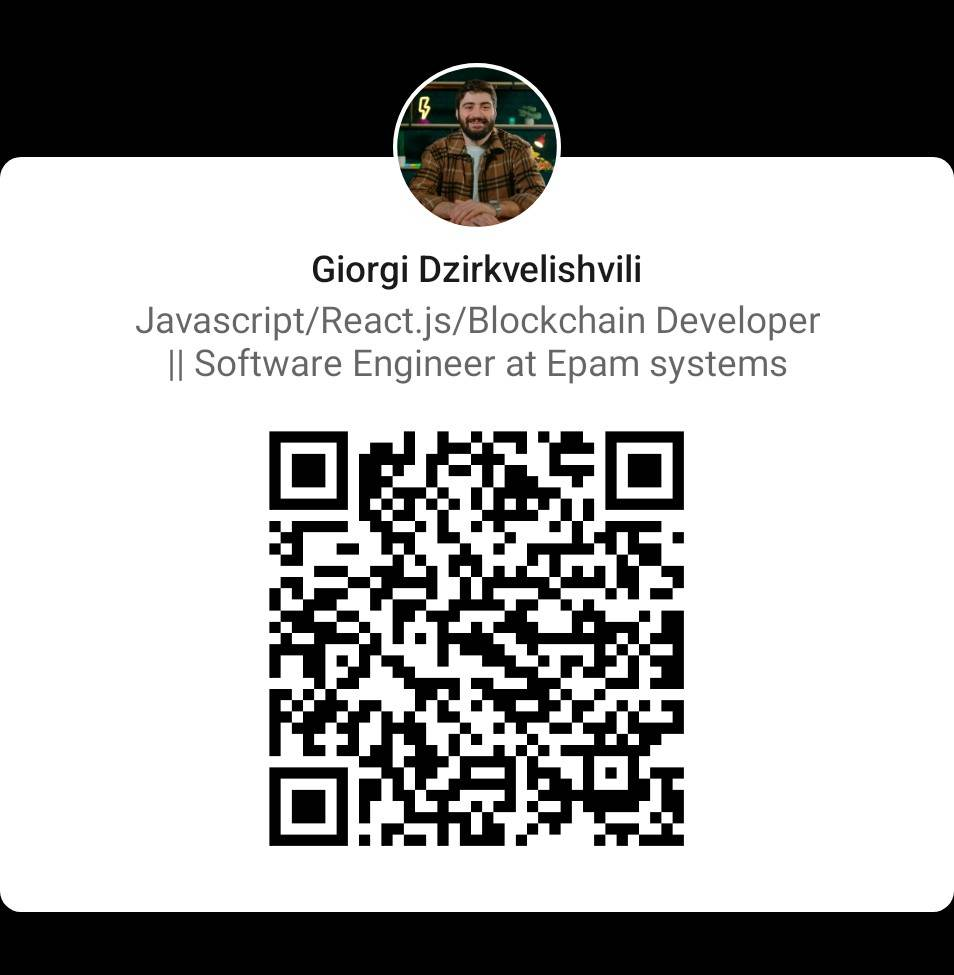 Giorgi Dzirkvelishvili
Javascript/React.js/Blockchain Developer
|| Software Engineer at Epam systems